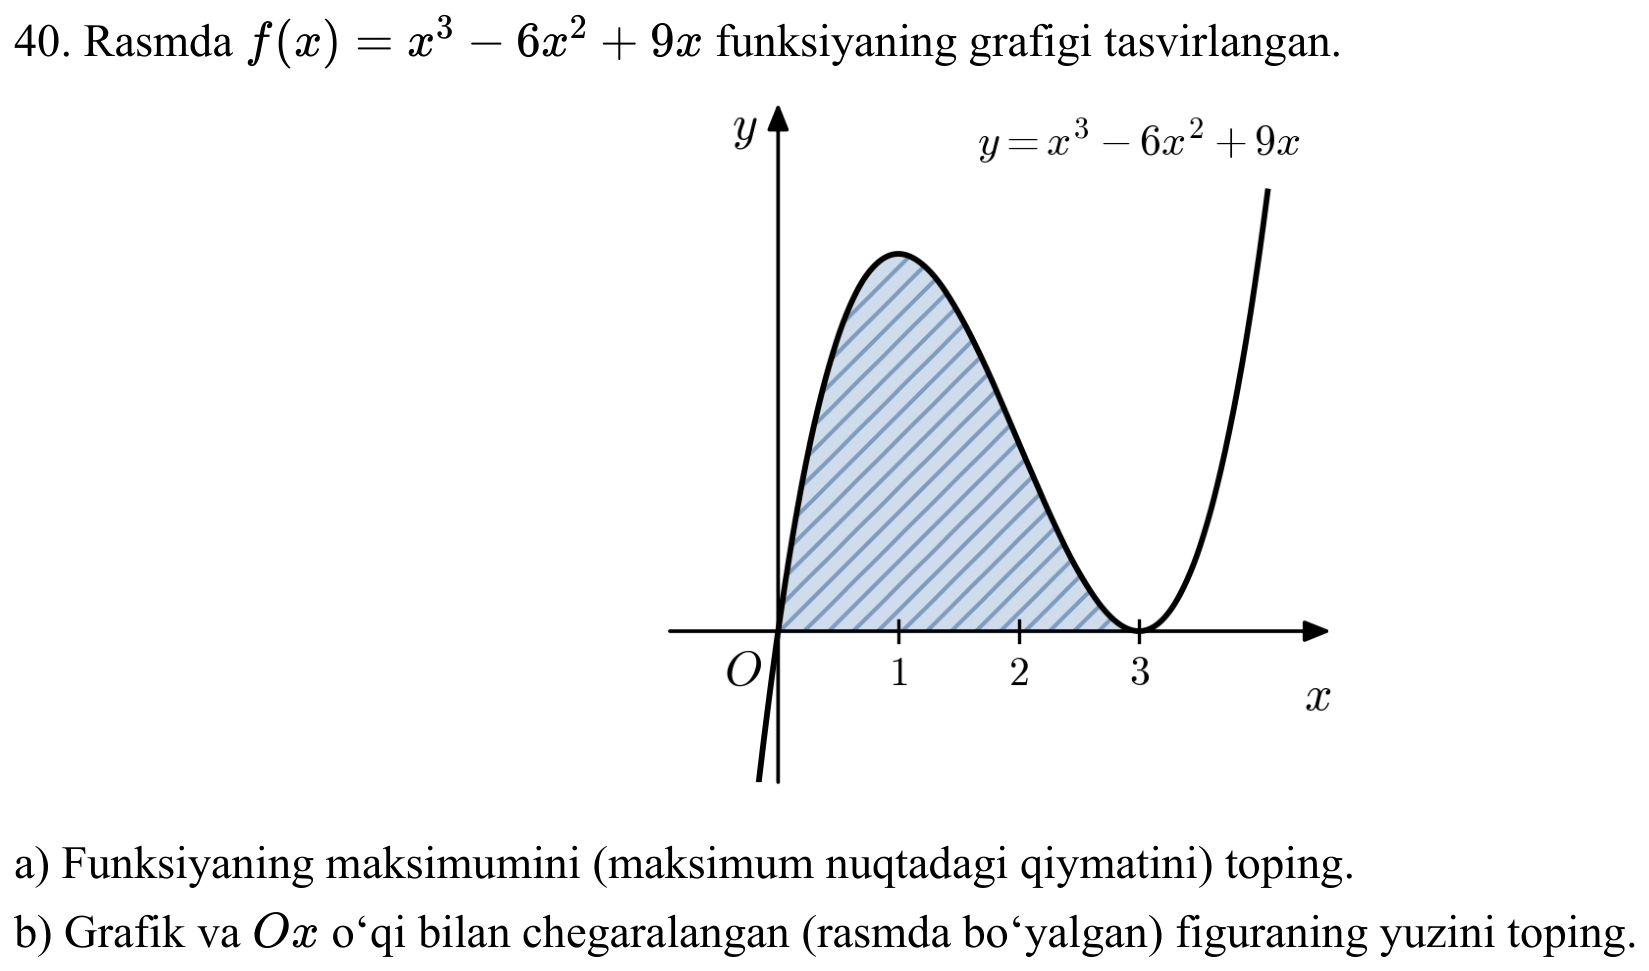 40. Rasmda f(x) = x³ − 6x² + 9x funksiyaning grafigi tasvirlangan.
y
y = x³ − 6x² + 9x
O
1 2 3
x
a) Funksiyaning maksimumini (maksimum nuqtadagi qiymatini) toping.
b) Grafik va Ox o‘qi bilan chegaralangan (rasmda bo‘yalgan) figuraning yuzini toping.